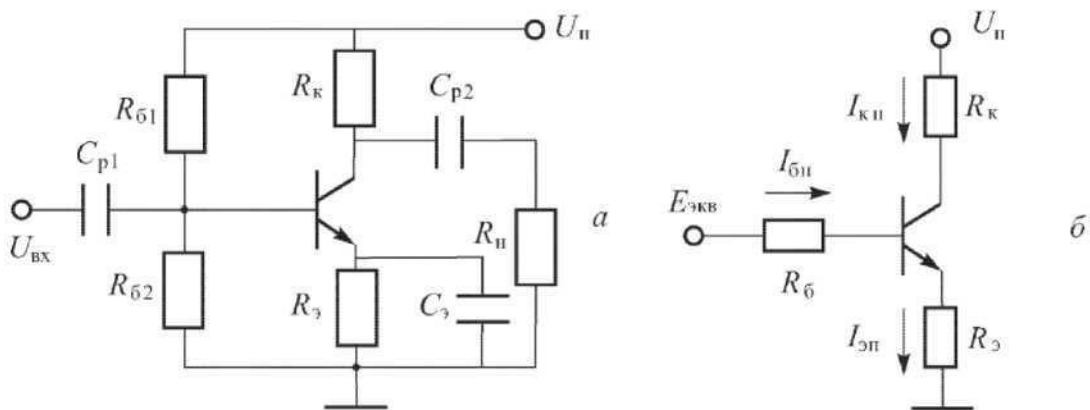 Uп
Rб1
Rк
Cр2
Cр1
Uвх
Rн
а
Rб2
Rэ
Cэ
Uп
Iкп
Rк
Iбп
Eэкв
Rб
б
Iэп
Rэ